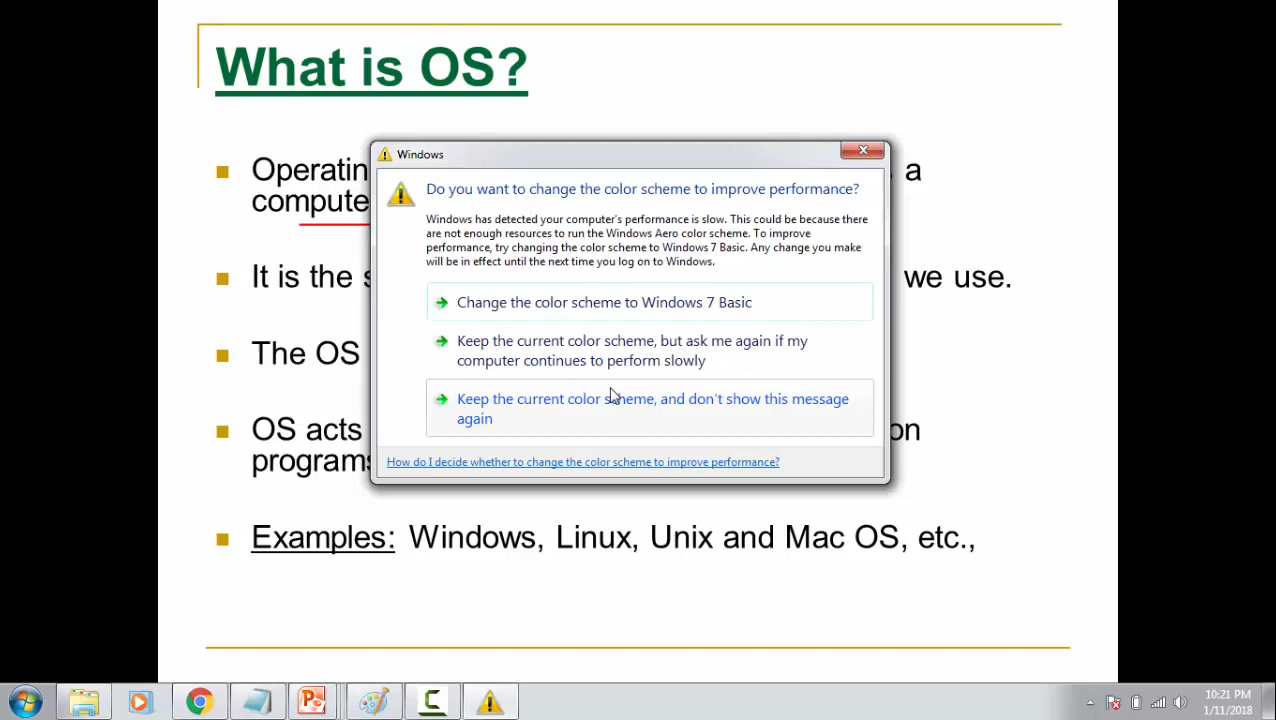 What is OS?
Operatin
a
compute
It is the s
we use.
The OS
OS acts
on
programs
Examples: Windows, Linux, Unix and Mac OS, etc.,
Windows
Do you want to change the color scheme to improve performance?
Windows has detected your computer's performance is slow. This could be because there
are not enough resources to run the Windows Aero color scheme. To improve
performance, try changing the color scheme to Windows 7 Basic. Any change you make
will be in effect until the next time you log on to Windows.
Change the color scheme to Windows 7 Basic
Keep the current color scheme, but ask me again if my
computer continues to perform slowly
Keep the current color scheme, and don't show this message
again
How do I decide whether to change the color scheme to improve performance?
10:21 PM
1/11/2018